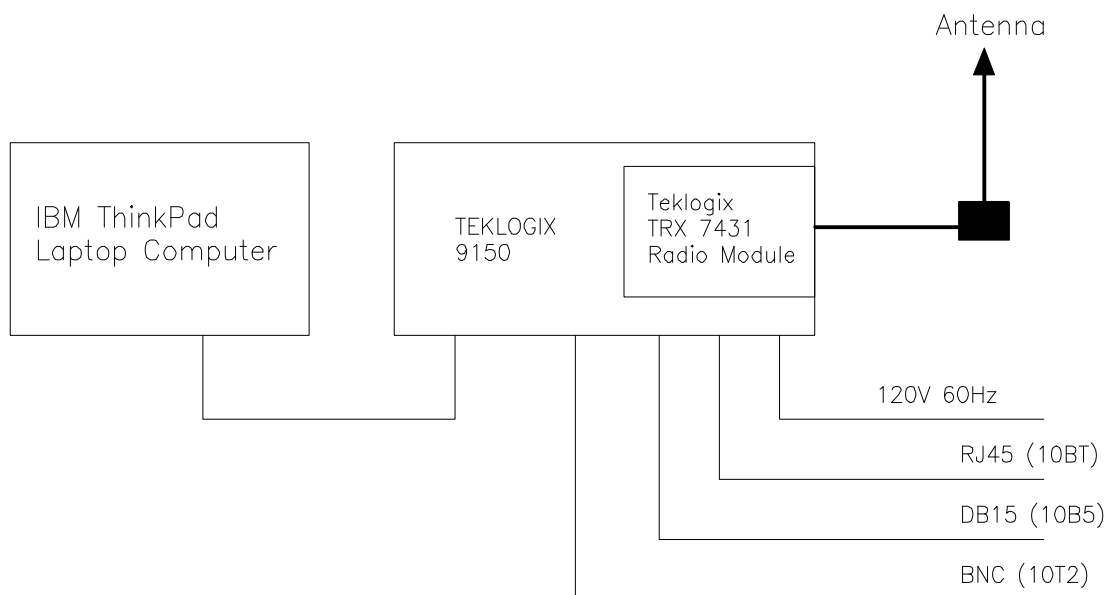 Antenna
IBM ThinkPad
Laptop Computer
TEKLOGIX
9150
Teklogix
TRX 7431
Radio Module
120V 60Hz
RJ45 (10BT)
DB15 (10B5)
BNC (10T2)